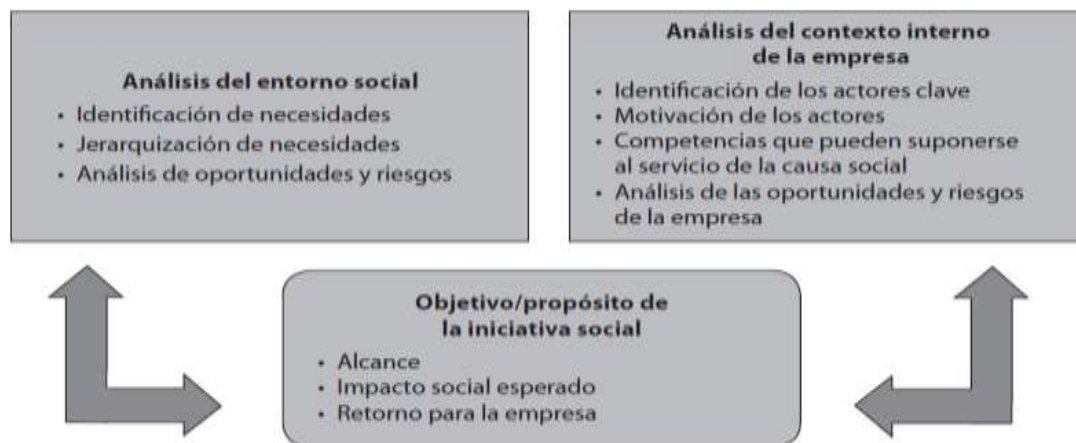 Análisis del entorno social
• Identificación de necesidades
• Jerarquización de necesidades
• Análisis de oportunidades y riesgos
Análisis del contexto interno
de la empresa
• Identificación de los actores clave
• Motivación de los actores
• Competencias que pueden suponerse
al servicio de la causa social
• Análisis de las oportunidades y riesgos
de la empresa
Objetivo/propósito de
la iniciativa social
• Alcance
• Impacto social esperado
• Retorno para la empresa